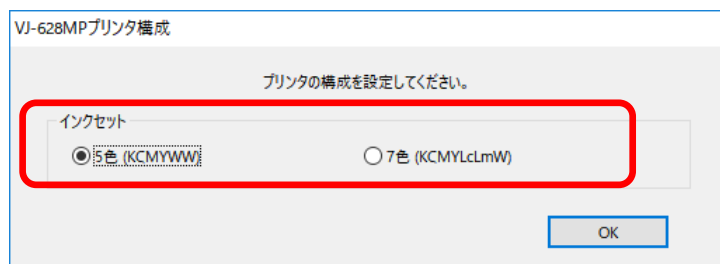 VJ-628MPプリンタ構成
プリンタの構成を設定してください。
インクセット
5色 (KCMYWW) 7色 (KCMYLcLmW)
OK